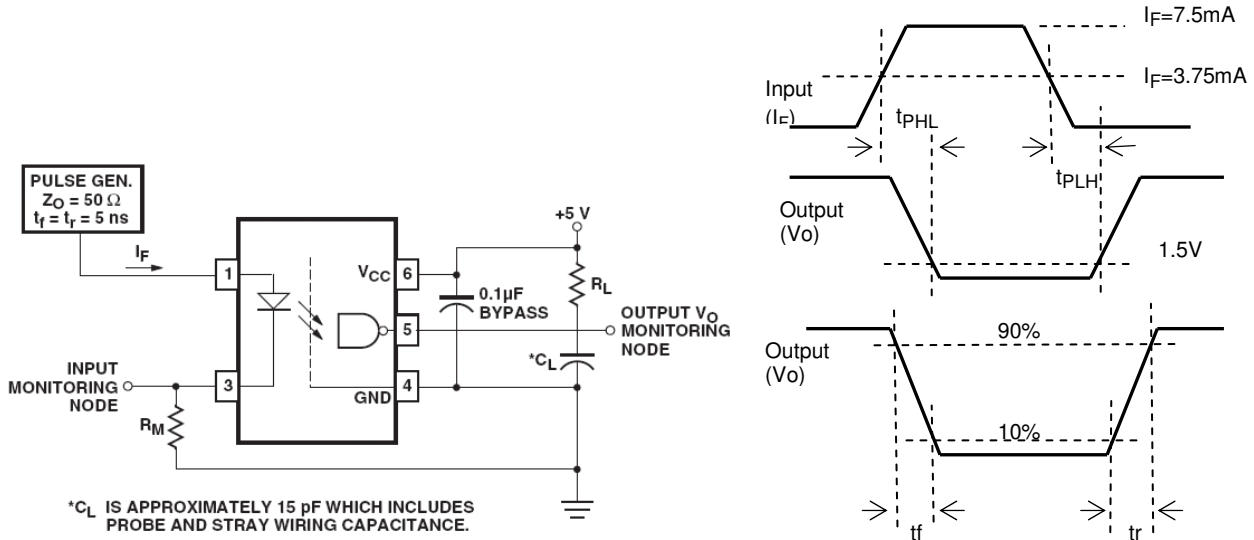 PULSE GEN.
ZO = 50 Ω
tf = tr = 5 ns
IF
1
3
VCC
6
5
GND
4
0.1µF
BYPASS
+5 V
RL
*CL
OUTPUT VO
MONITORING
NODE
INPUT
MONITORING
NODE
RM
*CL IS APPROXIMATELY 15 pF WHICH INCLUDES
PROBE AND STRAY WIRING CAPACITANCE.
IF=7.5mA
IF=3.75mA
Input
(IF)
tPHL
tPLH
Output
(Vo)
1.5V
Output
(Vo)
90%
10%
tf
tr